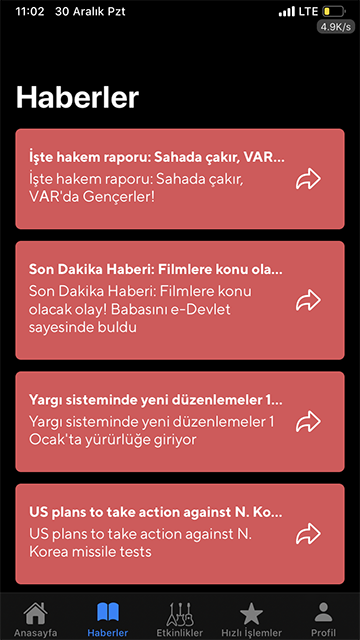 11:02 30 Aralık Pzt LTE
4.9K/s
Haberler
İşte hakem raporu: Sahada çakır, VAR...
İşte hakem raporu: Sahada çakır,
VAR'da Gençerler!
Son Dakika Haberi: Filmlere konu ola...
Son Dakika Haberi: Filmlere konu
olacak olay! Babasını e-Devlet
sayesinde buldu
Yargı sisteminde yeni düzenlemeler 1...
Yargı sisteminde yeni düzenlemeler 1
Ocak'ta yürürlüğe giriyor
US plans to take action against N. Ko...
US plans to take action against N.
Korea missile tests
Anasayfa Haberler Etkinlikler Hızlı İşlemler Profil